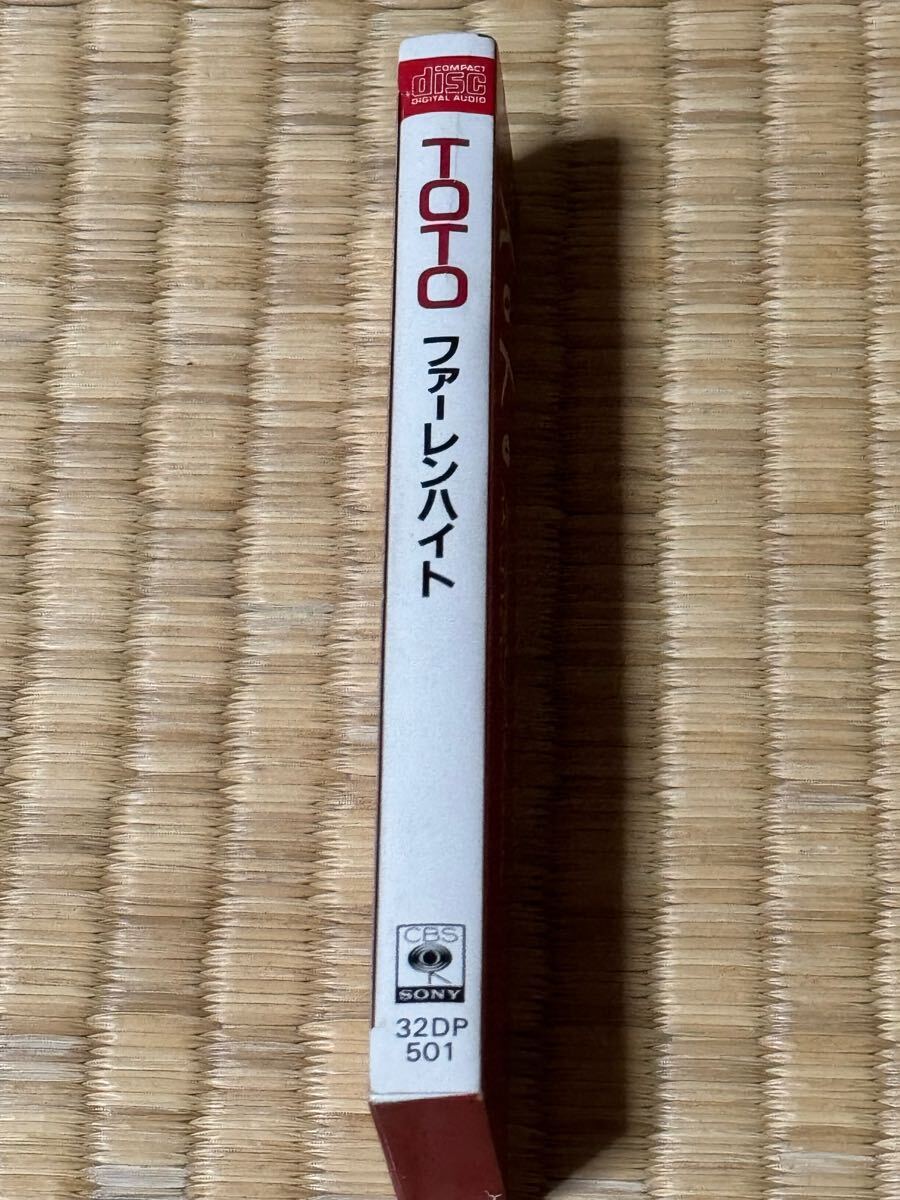 COMPACT
disc
DIGITAL AUDIO
TOTO ファーレンハイト
CBS
SONY
32DP
501